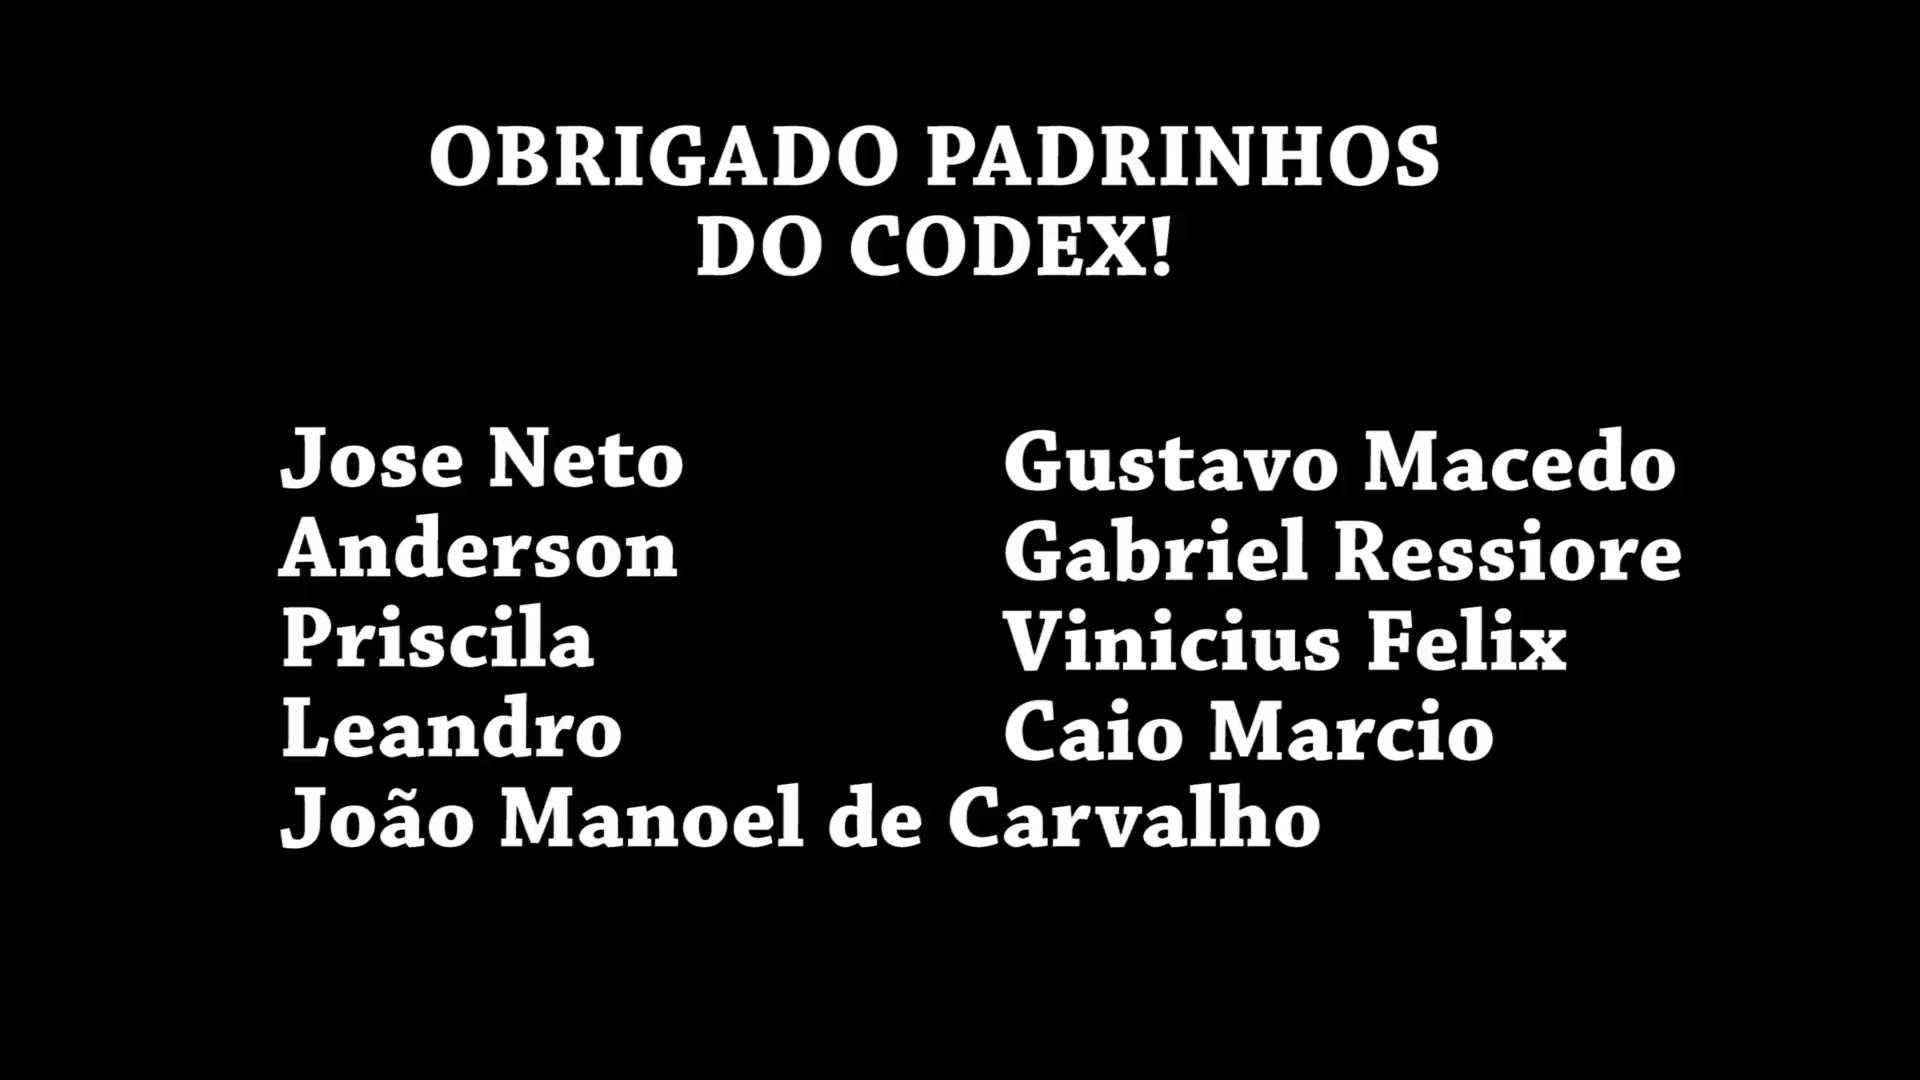 OBRIGADO PADRINHOS
DO CODEX!
Jose Neto
Anderson
Priscila
Leandro
João Manoel de Carvalho
Gustavo Macedo
Gabriel Ressiore
Vinicius Felix
Caio Marcio